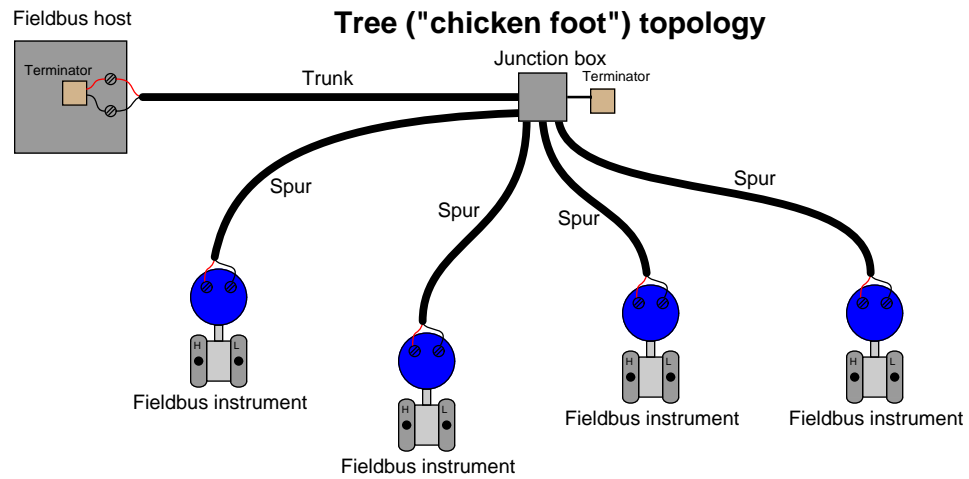 Fieldbus host
Tree ("chicken foot") topology
Junction box
Terminator
Trunk
Terminator
Spur
Spur
Spur
Spur
H L
Fieldbus instrument
H L
Fieldbus instrument
H L
Fieldbus instrument
H L
Fieldbus instrument